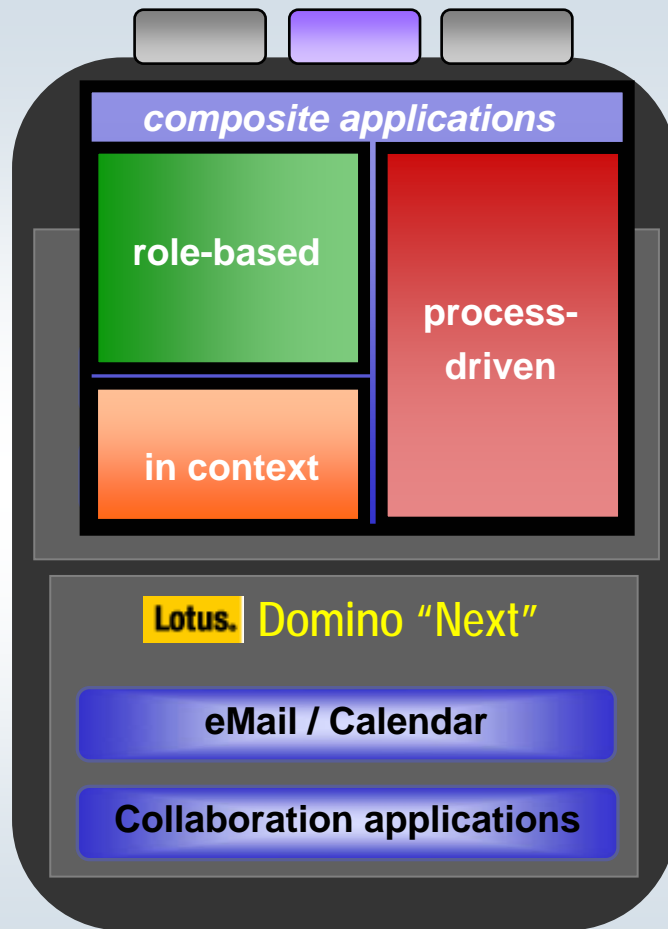 composite applications
role-based
process-
driven
in context
Lotus. Domino “Next”
eMail / Calendar
Collaboration applications